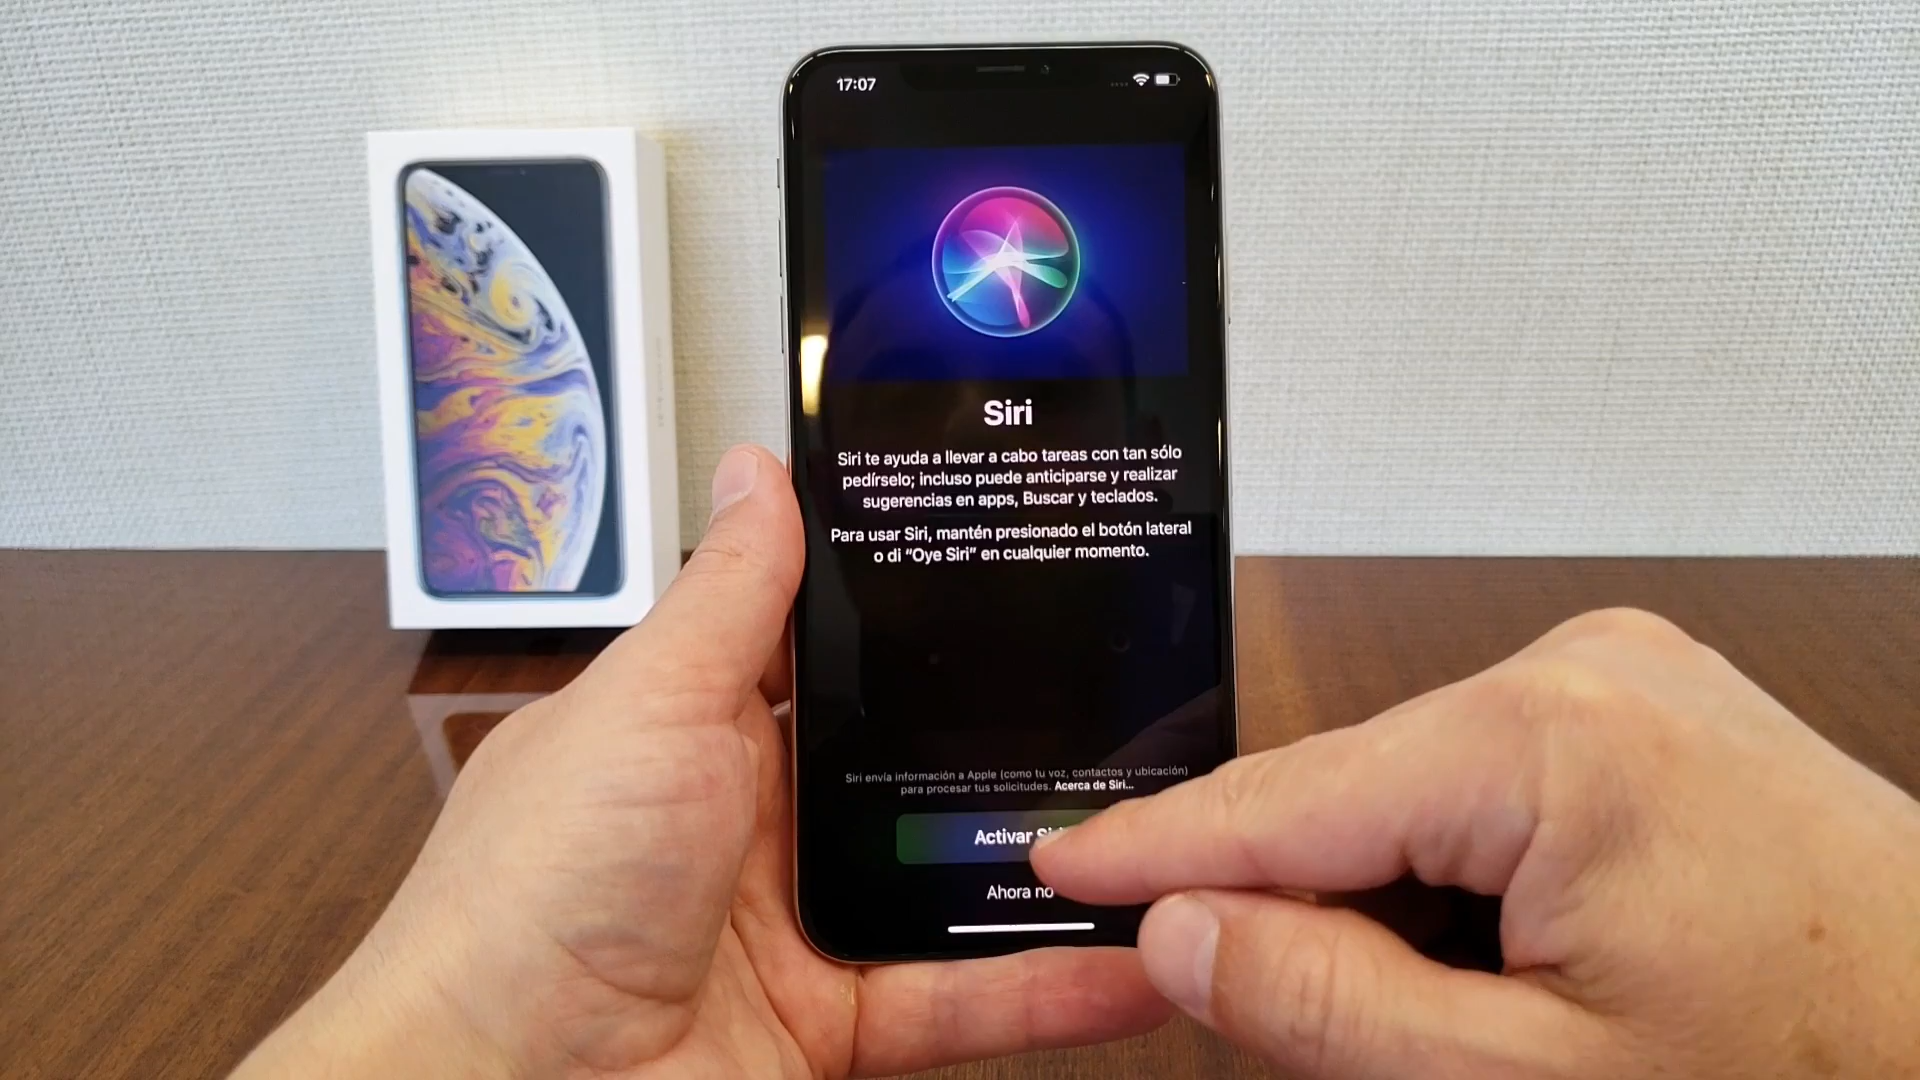 17:07
Siri
Siri te ayuda a llevar a cabo tareas con tan sólo
pedírselo; incluso puede anticiparse y realizar
sugerencias en apps, Buscar y teclados.
Para usar Siri, mantén presionado el botón lateral
o di “Oye Siri” en cualquier momento.
Siri envía información a Apple (como tu voz, contactos y ubicación)
para procesar tus solicitudes. Acerca de Siri...
Activar
Ahora no